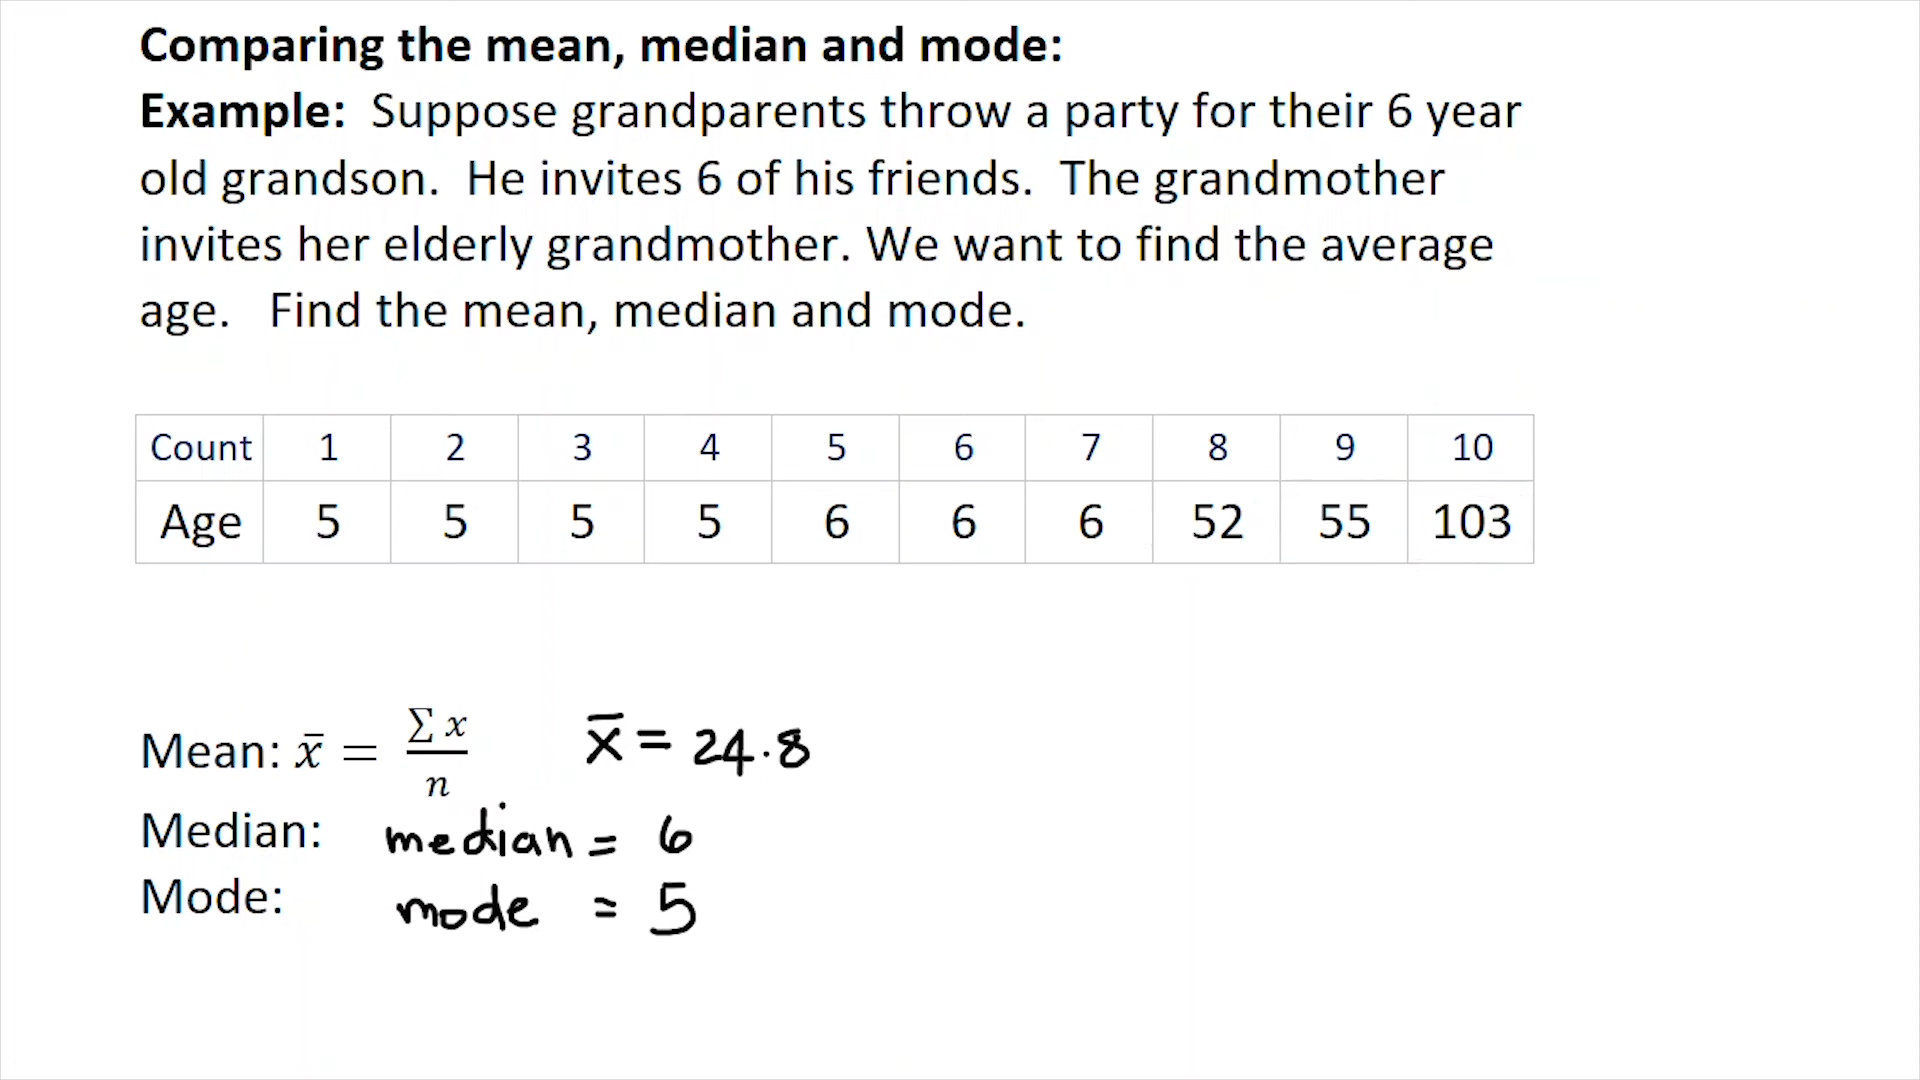 Comparing the mean, median and mode:
Example: Suppose grandparents throw a party for their 6 year
old grandson. He invites 6 of his friends. The grandmother
invites her elderly grandmother. We want to find the average
age. Find the mean, median and mode.
Count 1 2 3 4 5 6 7 8 9 10
Age 5 5 5 5 6 6 6 52 55 103
Mean: x̄ = ∑ x / n x̄ = 24.8
Median: median = 6
Mode: mode = 5